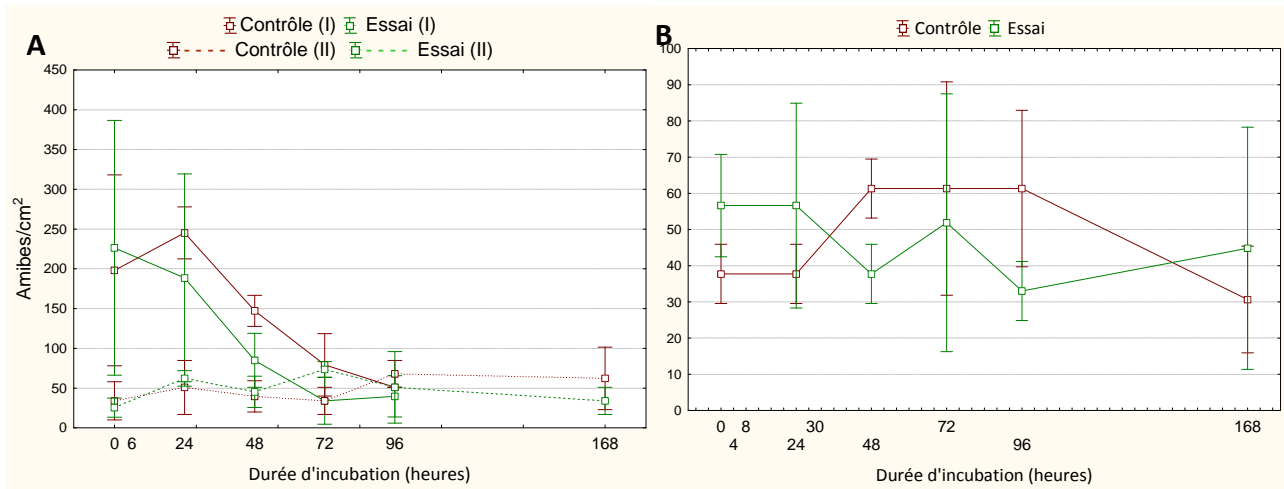 A
Contrôle (I) Essai (I)
Contrôle (II) Essai (II)
Amibes/cm²
450
400
350
300
250
200
150
100
50
0
0 6 24 48 72 96 168
Durée d'incubation (heures)
B
Contrôle Essai
100
90
80
70
60
50
40
30
20
10
0
0 8 30 72 168
4 24 48 96
Durée d'incubation (heures)